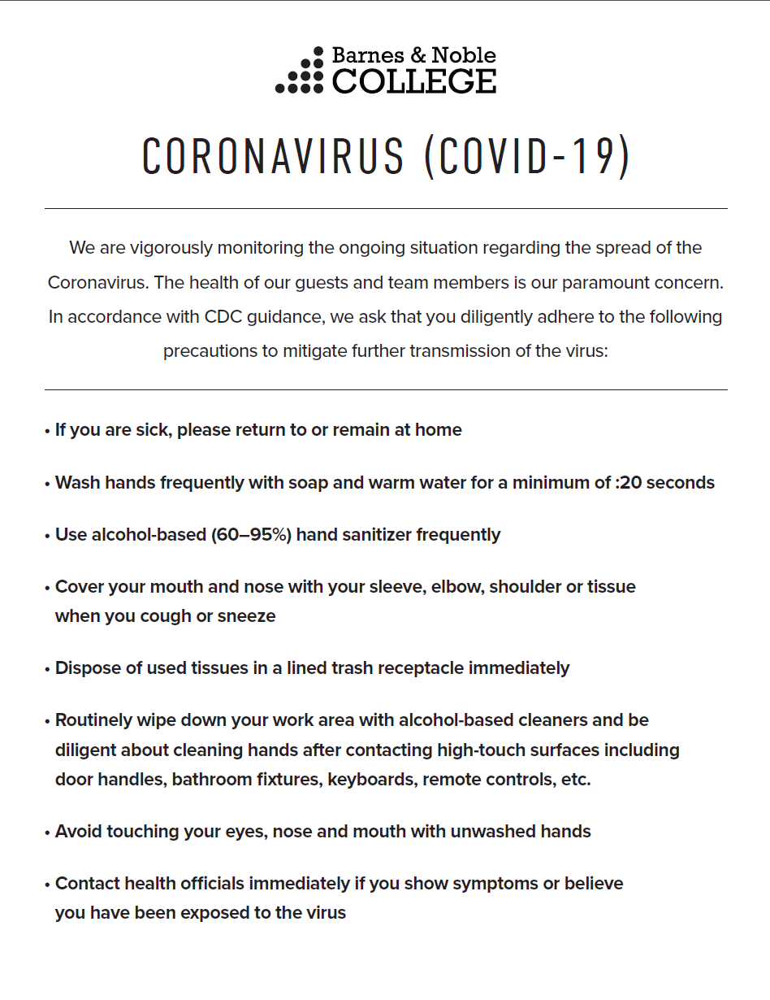 Barnes & Noble
COLLEGE
CORONAVIRUS (COVID-19)
We are vigorously monitoring the ongoing situation regarding the spread of the
Coronavirus. The health of our guests and team members is our paramount concern.
In accordance with CDC guidance, we ask that you diligently adhere to the following
precautions to mitigate further transmission of the virus:
• If you are sick, please return to or remain at home
• Wash hands frequently with soap and warm water for a minimum of :20 seconds
• Use alcohol-based (60–95%) hand sanitizer frequently
• Cover your mouth and nose with your sleeve, elbow, shoulder or tissue
when you cough or sneeze
• Dispose of used tissues in a lined trash receptacle immediately
• Routinely wipe down your work area with alcohol-based cleaners and be
diligent about cleaning hands after contacting high-touch surfaces including
door handles, bathroom fixtures, keyboards, remote controls, etc.
• Avoid touching your eyes, nose and mouth with unwashed hands
• Contact health officials immediately if you show symptoms or believe
you have been exposed to the virus